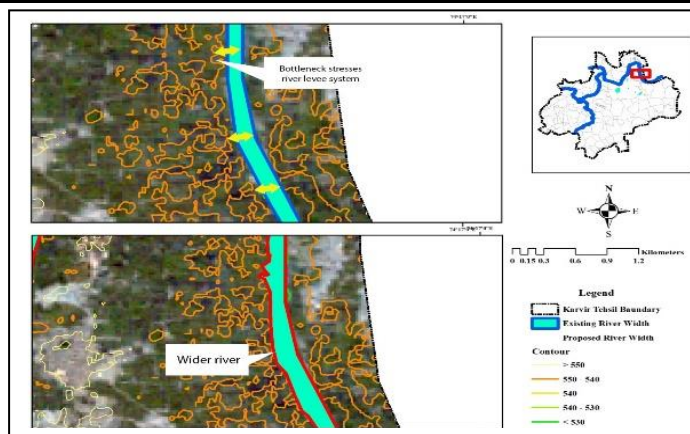 Bottleneck stresses
river levee system
Wider river
N
W
E
S
Kilometers
0 0.15 0.3 0.6 0.9 1.2
Legend
Karvir Tehsil Boundary
Existing River Width
Proposed River Width
Contour
> 550
550 - 540
540
540 - 530
< 530